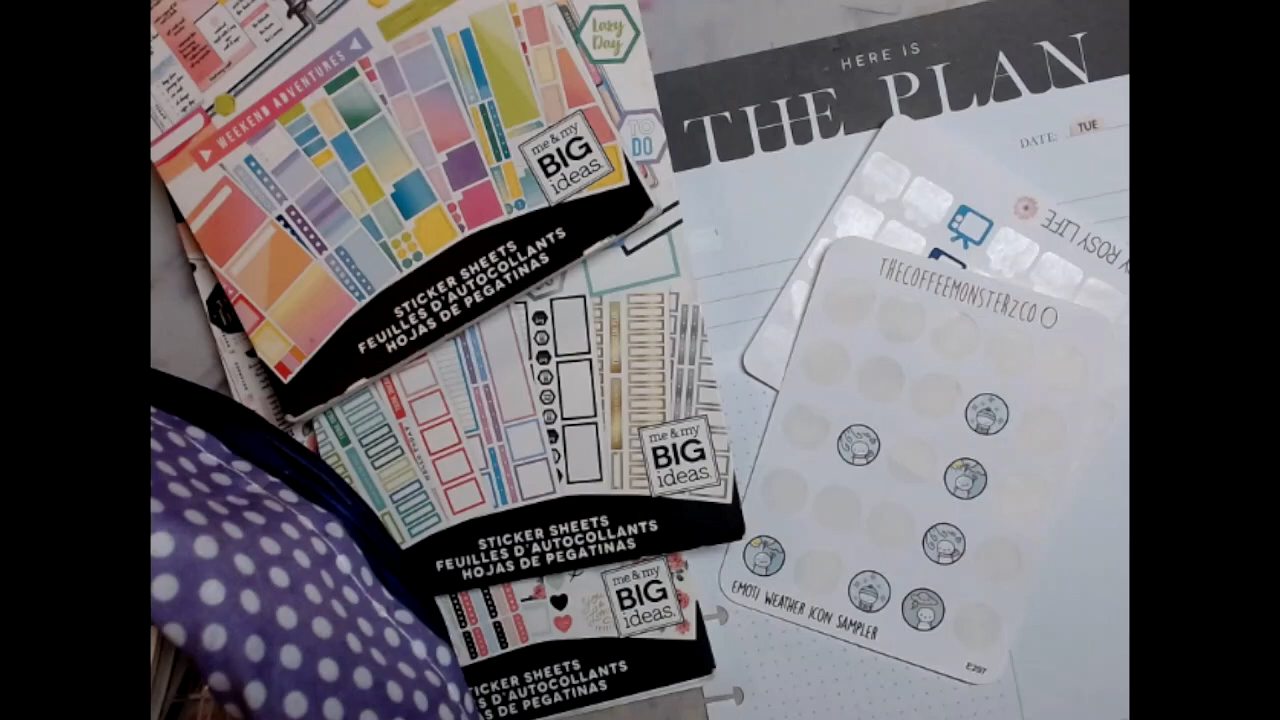 Lazy
Day
WEEKEND ADVENTURES
TO
DO
me & my
BIG
ideas.
STICKER SHEETS
FEUILLES D'AUTOCOLLANTS
HOJAS DE PEGATINAS
me & my
BIG
ideas.
STICKER SHEETS
FEUILLES D'AUTOCOLLANTS
HOJAS DE PEGATINAS
me & my
BIG
ideas.
STICKER SHEETS
D'AUTOCOLLANTS
DE PEGATINAS
HERE IS
THE PLAN
DATE: TUE
ROSY LIFE
THECOFFEEMONSTERZCO
EMOTI WEATHER ICON SAMPLER
E297